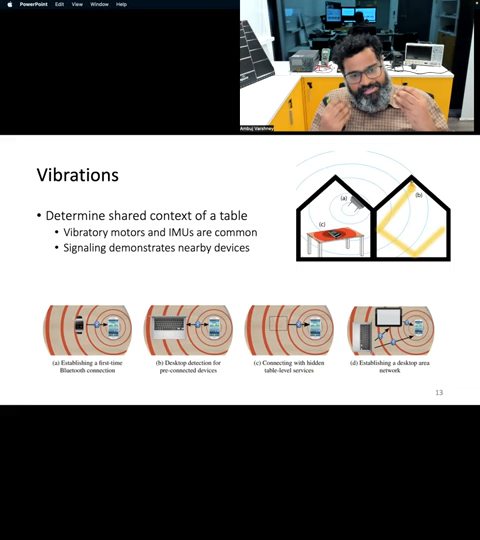 PowerPoint File Edit View Window Help
Ambuj Varshney
Vibrations
• Determine shared context of a table
• Vibratory motors and IMUs are common
• Signaling demonstrates nearby devices
(a)
(b)
(c)
(a) Establishing a first-time
Bluetooth connection
(b) Desktop detection for
pre-connected devices
(c) Connecting with hidden
table-level services
(d) Establishing a desktop area
network
13